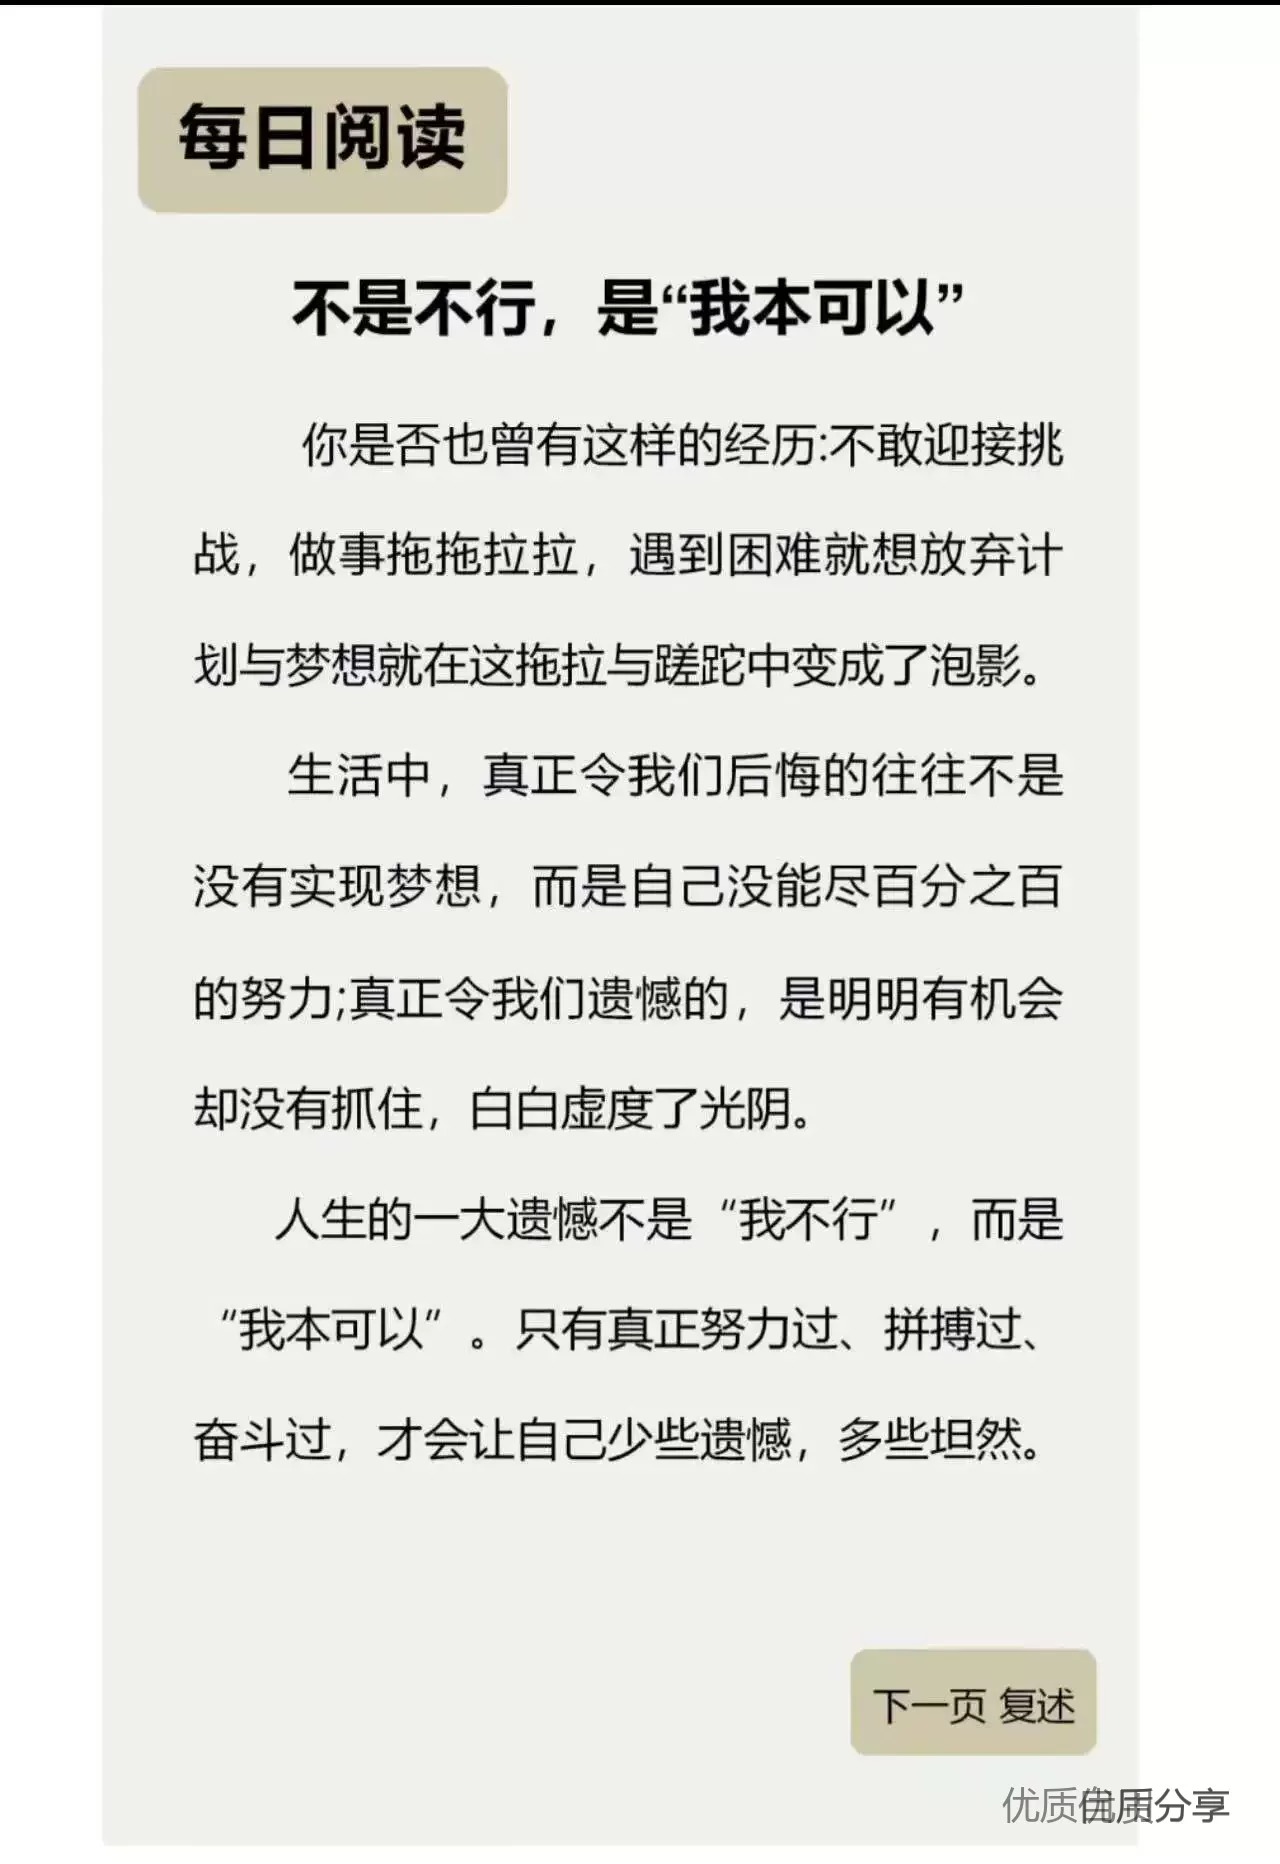 每日阅读
不是不行，是“我本可以”
你是否也曾有这样的经历:不敢迎接挑
战，做事拖拖拉拉，遇到困难就想放弃计
划与梦想就在这拖拉与蹉跎中变成了泡影。
生活中，真正令我们后悔的往往不是
没有实现梦想，而是自己没能尽百分之百
的努力;真正令我们遗憾的，是明明有机会
却没有抓住，白白虚度了光阴。
人生的一大遗憾不是“我不行”，而是
“我本可以”。只有真正努力过、拼搏过、
奋斗过，才会让自己少些遗憾，多些坦然。
下一页 复述
优质
分享